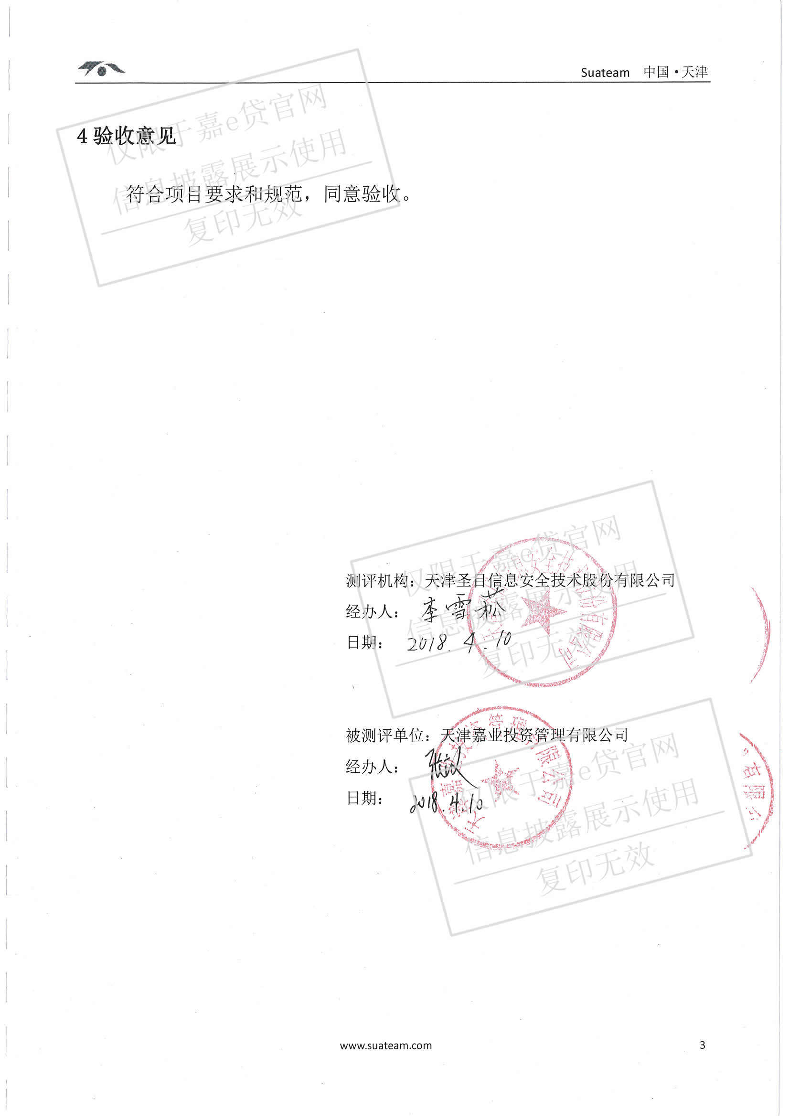 Suateam 中国·天津
4 验收意见
符合项目要求和规范，同意验收。
仅限于嘉e贷官网
信息披露展示使用
复印无效
测评机构：天津圣目信息安全技术股份有限公司
经办人：李雪菘
日期：2018.4.10
仅限于嘉e贷官网
信息披露展示使用
复印无效
被测评单位：天津嘉业投资管理有限公司
经办人：
日期：2018.4.10
仅限于嘉e贷官网
信息披露展示使用
复印无效
有限公
www.suateam.com
3